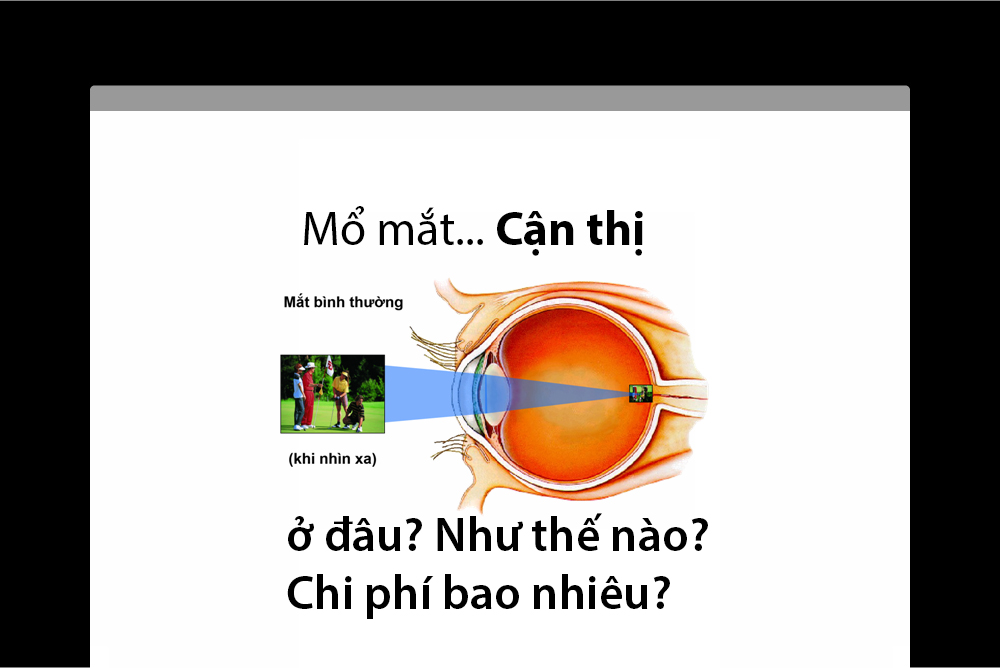 Mổ mắt... Cận thị
Mắt bình thường
(khi nhìn xa)
ở đâu? Như thế nào?
Chi phí bao nhiêu?